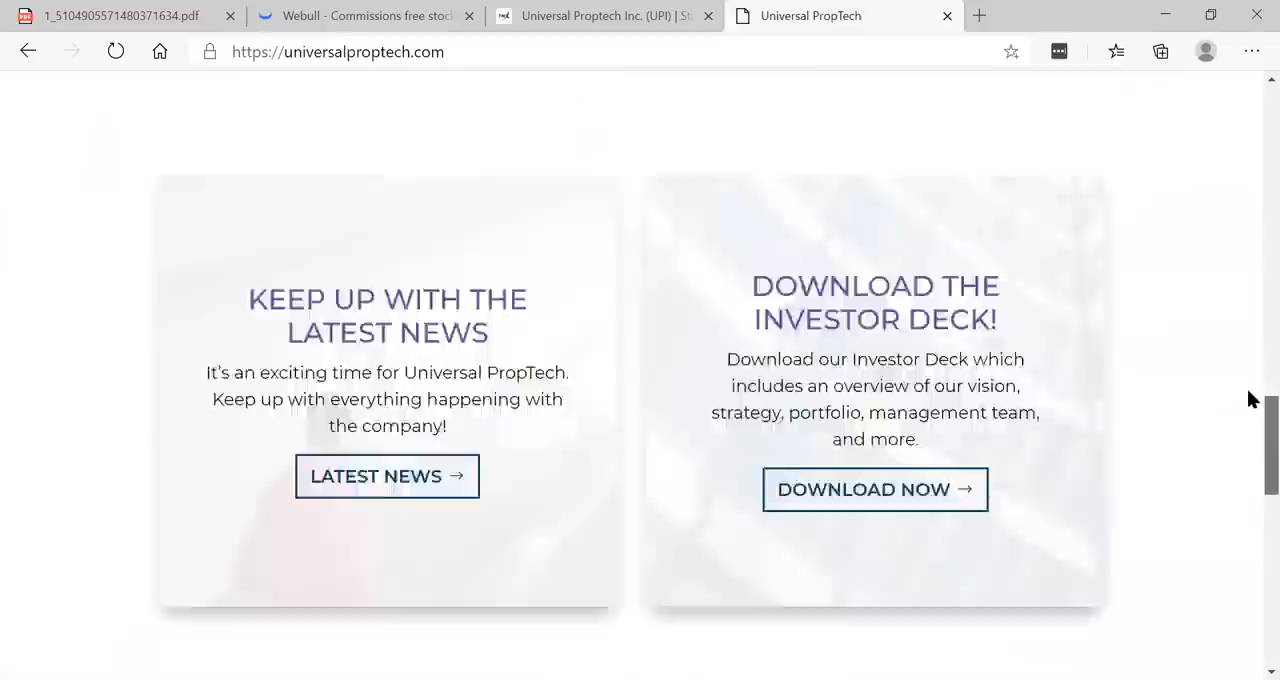 1_5104905571480371634.pdf
Webull - Commissions free stock
Universal Proptech Inc. (UPI) | St
Universal PropTech
https://universalproptech.com
KEEP UP WITH THE
LATEST NEWS
It's an exciting time for Universal PropTech.
Keep up with everything happening with
the company!
LATEST NEWS →
DOWNLOAD THE
INVESTOR DECK!
Download our Investor Deck which
includes an overview of our vision,
strategy, portfolio, management team,
and more.
DOWNLOAD NOW →